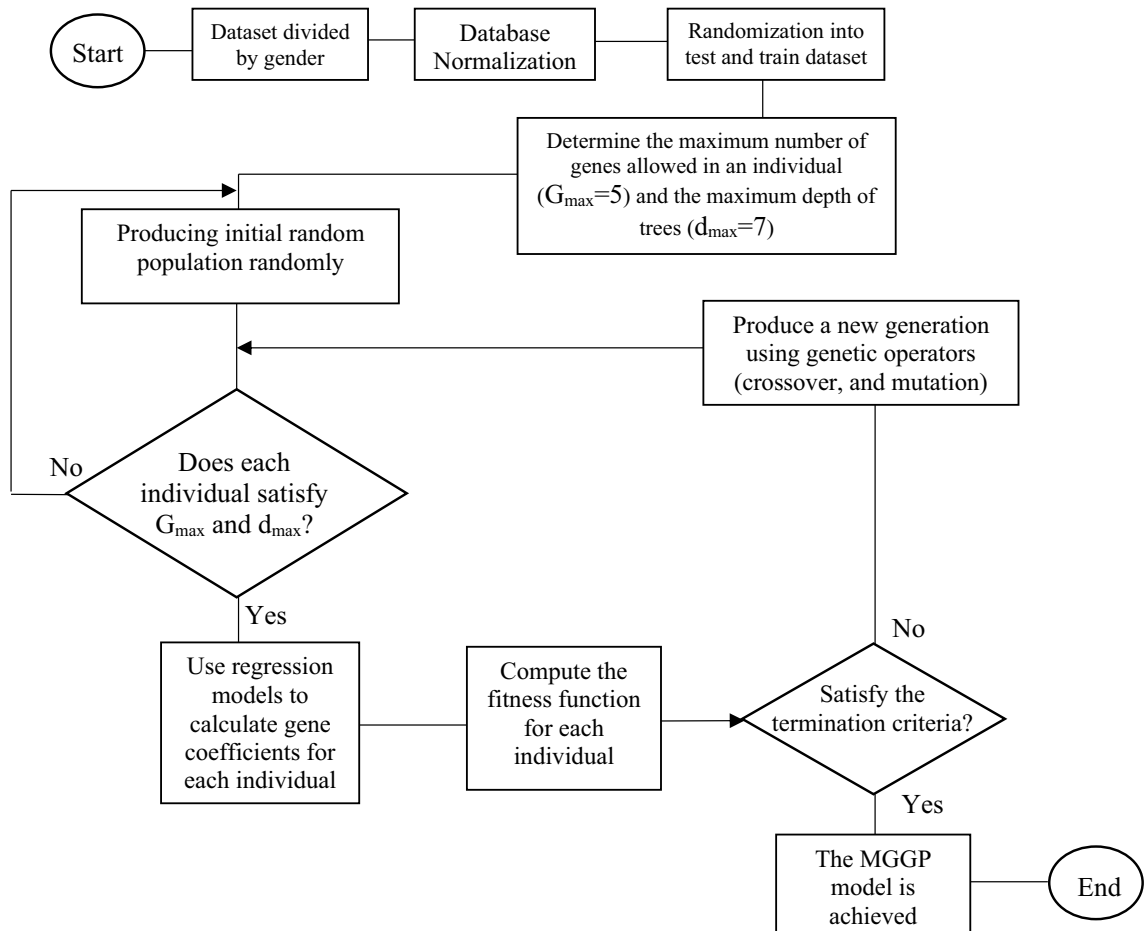 Start
Dataset divided
by gender
Database
Normalization
Randomization into
test and train dataset
Determine the maximum number of
genes allowed in an individual
(Gmax=5) and the maximum depth of
trees (dmax=7)
Producing initial random
population randomly
Produce a new generation
using genetic operators
(crossover, and mutation)
No
Does each
individual satisfy
Gmax and dmax?
Yes
Use regression
models to
calculate gene
coefficients for
each individual
Compute the
fitness function
for each
individual
No
Satisfy the
termination criteria?
Yes
The MGGP
model is
achieved
End